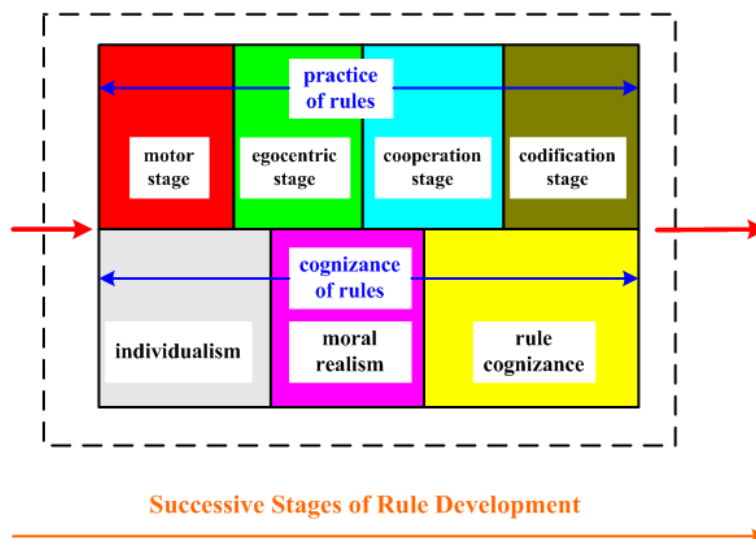 practice
of rules
motor
stage
egocentric
stage
cooperation
stage
codification
stage
cognizance
of rules
individualism
moral
realism
rule
cognizance
Successive Stages of Rule Development